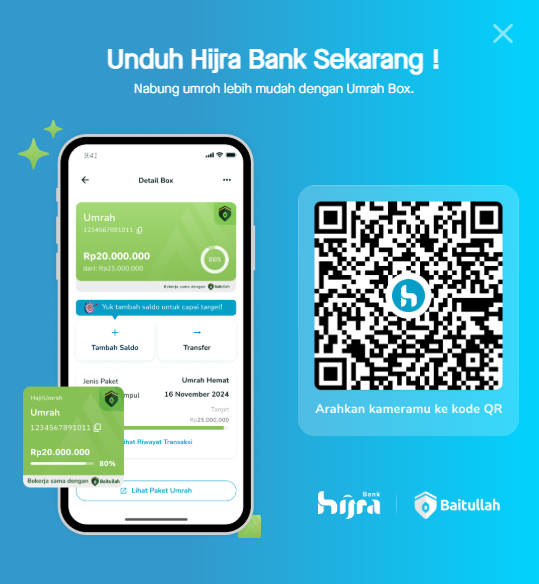 Unduh Hijra Bank Sekarang !
Nabung umroh lebih mudah dengan Umrah Box.
9:41
Detail Box
Umrah
1234567891011
Rp20.000.000
dari: Rp25.000.000
80%
Bekerja sama dengan Baitullah
Yuk tambah saldo untuk capai target!
Tambah Saldo
Transfer
Jenis Paket
Umrah Hemat
mpul
16 November 2024
Target
Rp25.000.000
ihat Riwayat Transaksi
Lihat Paket Umrah
Haji/Umrah
Umrah
1234567891011
Rp20.000.000
80%
Bekerja sama dengan Baitullah
Arahkan kameramu ke kode QR
hijra Bank
Baitullah